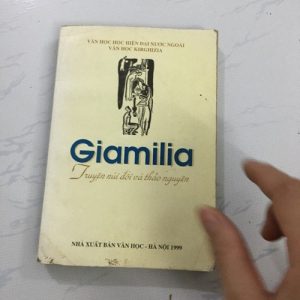 VĂN HỌC HỌC HIỆN ĐẠI NƯỚC NGOÀI
VĂN HỌC KIRGHIZIA
Giamilia
Truyện núi đồi và thảo nguyên
NHÀ XUẤT BẢN VĂN HỌC - HÀ NỘI 1999